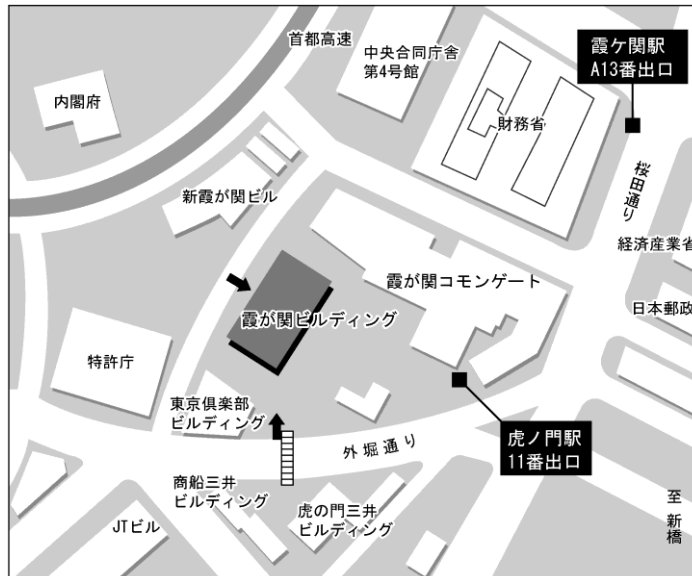 首都高速
中央合同庁舎
第4号館
霞ケ関駅
A13番出口
内閣府
財務省
桜田通り
新霞が関ビル
経済産業省
霞が関コモンゲート
日本郵政
霞が関ビルディング
特許庁
東京倶楽部
ビルディング
外堀通り
虎ノ門駅
11番出口
商船三井
ビルディング
虎の門三井
ビルディング
JTビル
至新橋